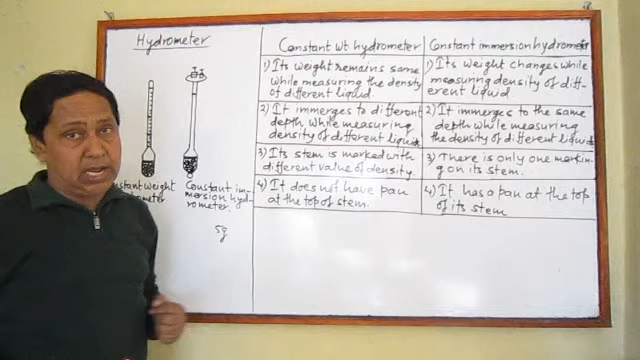 Hydrometer
onstant weight
ometer
Constant im-
mersion hyd-
rometer.
5g
Constant wt hydrometer
1) Its weight remains same
while measuring the density
of different liquid.
2) It immerges to different
depth while measuring
density of different liquid
3) Its stem is marked with
different value of density.
4) It does not have pan
at the top of stem.
Constant immersion hydrometer
1) Its weight changes while
measuring density of diff-
erent liquid
2) It immerges to the same
depth while measuring
the density of different liquid
3) There is only one markin-
g on its stem.
4) It has a pan at the top
of its stem